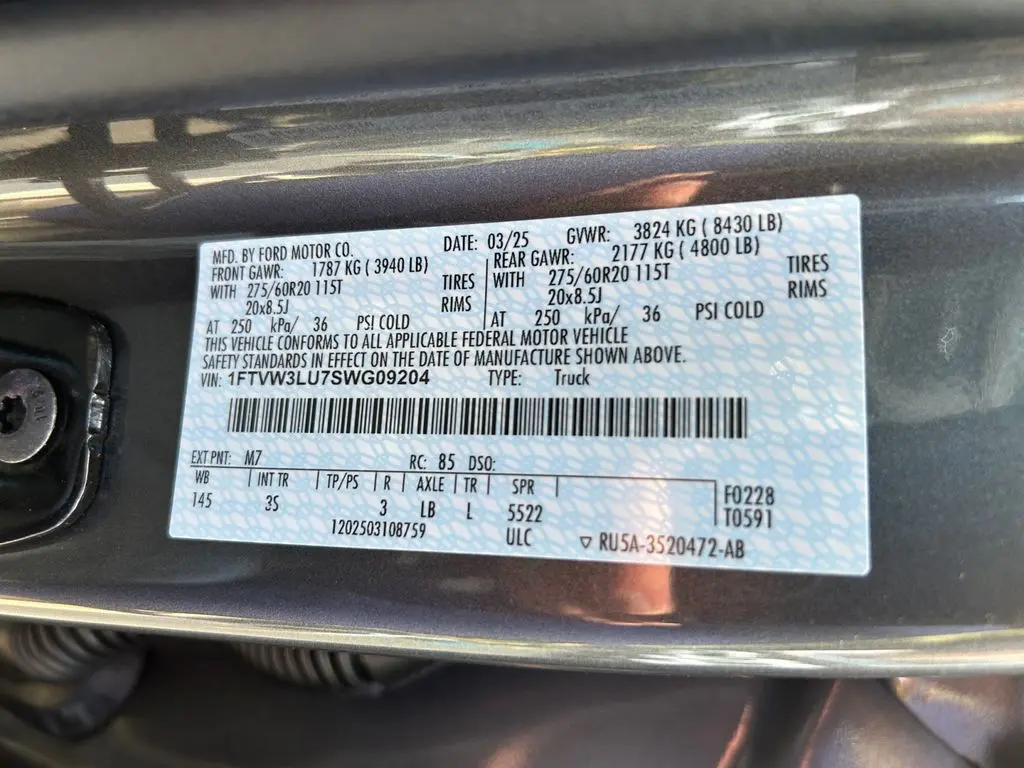 MFD. BY FORD MOTOR CO. DATE: 03/25 GVWR: 3824 KG ( 8430 LB)
FRONT GAWR: 1787 KG (3940 LB) REAR GAWR: 2177 KG ( 4800 LB)
WITH 275/60R20 115T TIRES WITH 275/60R20 115T TIRES
20x8.5J RIMS 20x8.5J RIMS
AT 250 kPa/ 36 PSI COLD AT 250 kPa/ 36 PSI COLD
THIS VEHICLE CONFORMS TO ALL APPLICABLE FEDERAL MOTOR VEHICLE
SAFETY STANDARDS IN EFFECT ON THE DATE OF MANUFACTURE SHOWN ABOVE.
VIN: 1FTVW3LU7SWG09204 TYPE: Truck
EXT PNT: M7 RC: 85 DSO:
WB INT TR TP/PS R AXLE TR SPR
145 3S 3 LB L 5522
F0228
T0591
1202503108759 ULC ▽ RU5A-3520472-AB